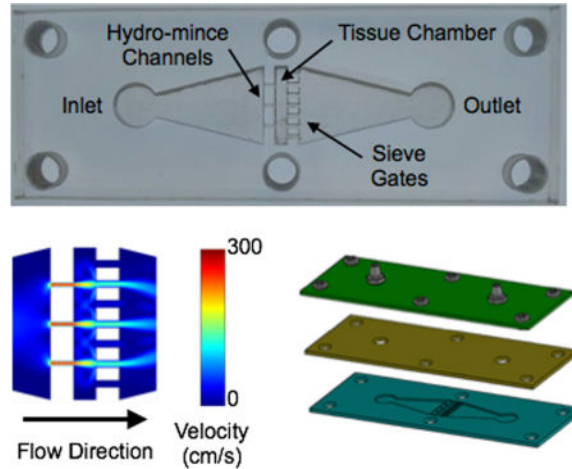 Hydro-mince
Channels
Tissue Chamber
Inlet
Outlet
Sieve
Gates
300
0
Flow Direction
Velocity
(cm/s)